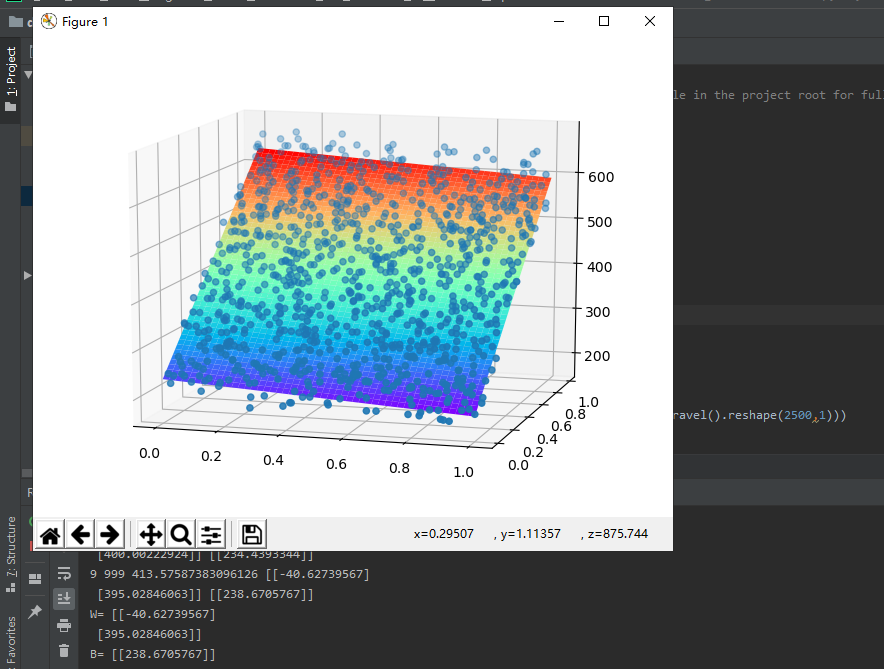 Figure 1
1: Project
le in the project root for full
600
500
400
300
200
1.0
0.8
0.6
0.4
0.2
0.0
0.0
0.2
0.4
0.6
0.8
1.0
ravel().reshape(2500,1)))
x=0.29507 , y=1.11357 , z=875.744
7: Structure
Favorites
[400.00222924]] [[234.4393344]]
9 999 413.57587383096126 [[-40.62739567]
[395.02846063]] [[238.6705767]]
W= [[-40.62739567]
[395.02846063]]
B= [[238.6705767]]